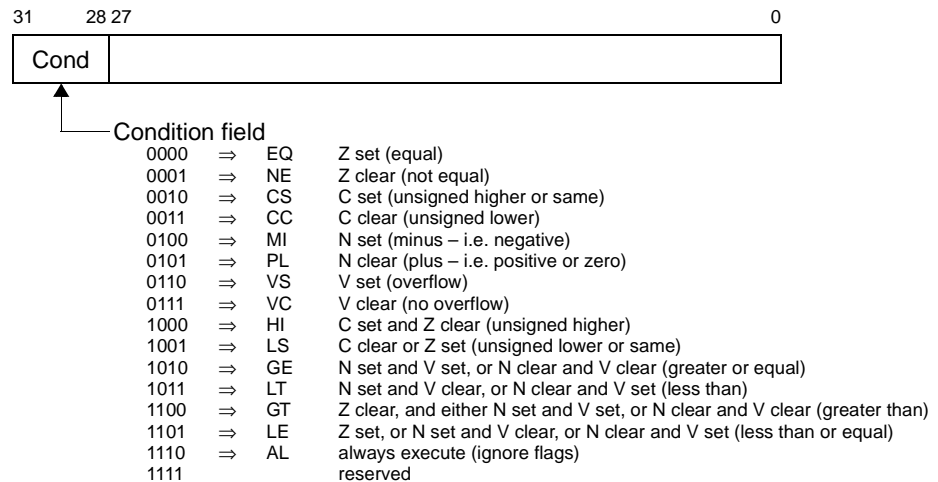 31 28 27 0
Cond
Condition field
0000 ⇒ EQ Z set (equal)
0001 ⇒ NE Z clear (not equal)
0010 ⇒ CS C set (unsigned higher or same)
0011 ⇒ CC C clear (unsigned lower)
0100 ⇒ MI N set (minus – i.e. negative)
0101 ⇒ PL N clear (plus – i.e. positive or zero)
0110 ⇒ VS V set (overflow)
0111 ⇒ VC V clear (no overflow)
1000 ⇒ HI C set and Z clear (unsigned higher)
1001 ⇒ LS C clear or Z set (unsigned lower or same)
1010 ⇒ GE N set and V set, or N clear and V clear (greater or equal)
1011 ⇒ LT N set and V clear, or N clear and V set (less than)
1100 ⇒ GT Z clear, and either N set and V set, or N clear and V clear (greater than)
1101 ⇒ LE Z set, or N set and V clear, or N clear and V set (less than or equal)
1110 ⇒ AL always execute (ignore flags)
1111 reserved